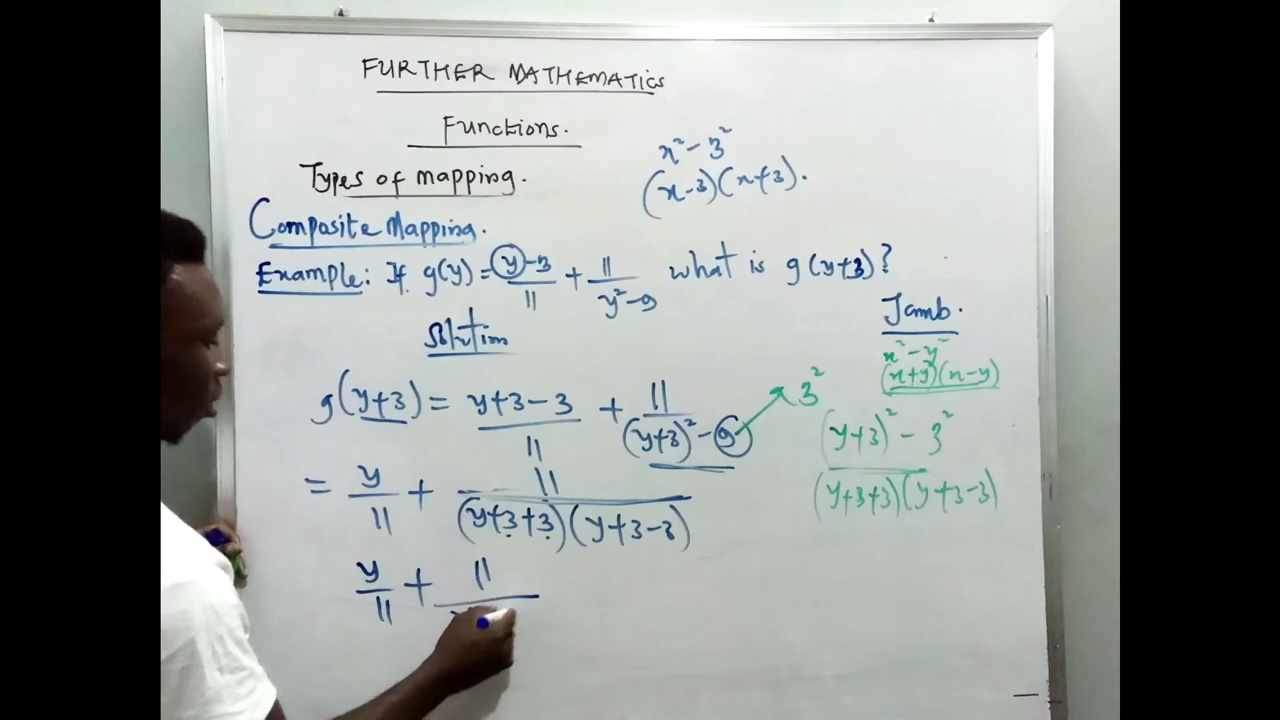 FURTHER MATHEMATICS
Functions.
x² - 3²
Types of mapping.
(x-3)(x+3).
Composite Mapping.
Example: If g(y) = (y-3)/11 + 11/(y²-9) what is g(y+3)?
Solution
Jamb.
x² - y²
(x+y)(x-y)
g(y+3) = (y+3-3)/11 + 11/((y+3)² - 9)
3²
(y+3)² - 3²
(y+3+3)(y+3-3)
= y/11 + 11/((y+3+3)(y+3-3))
y/11 + 11/